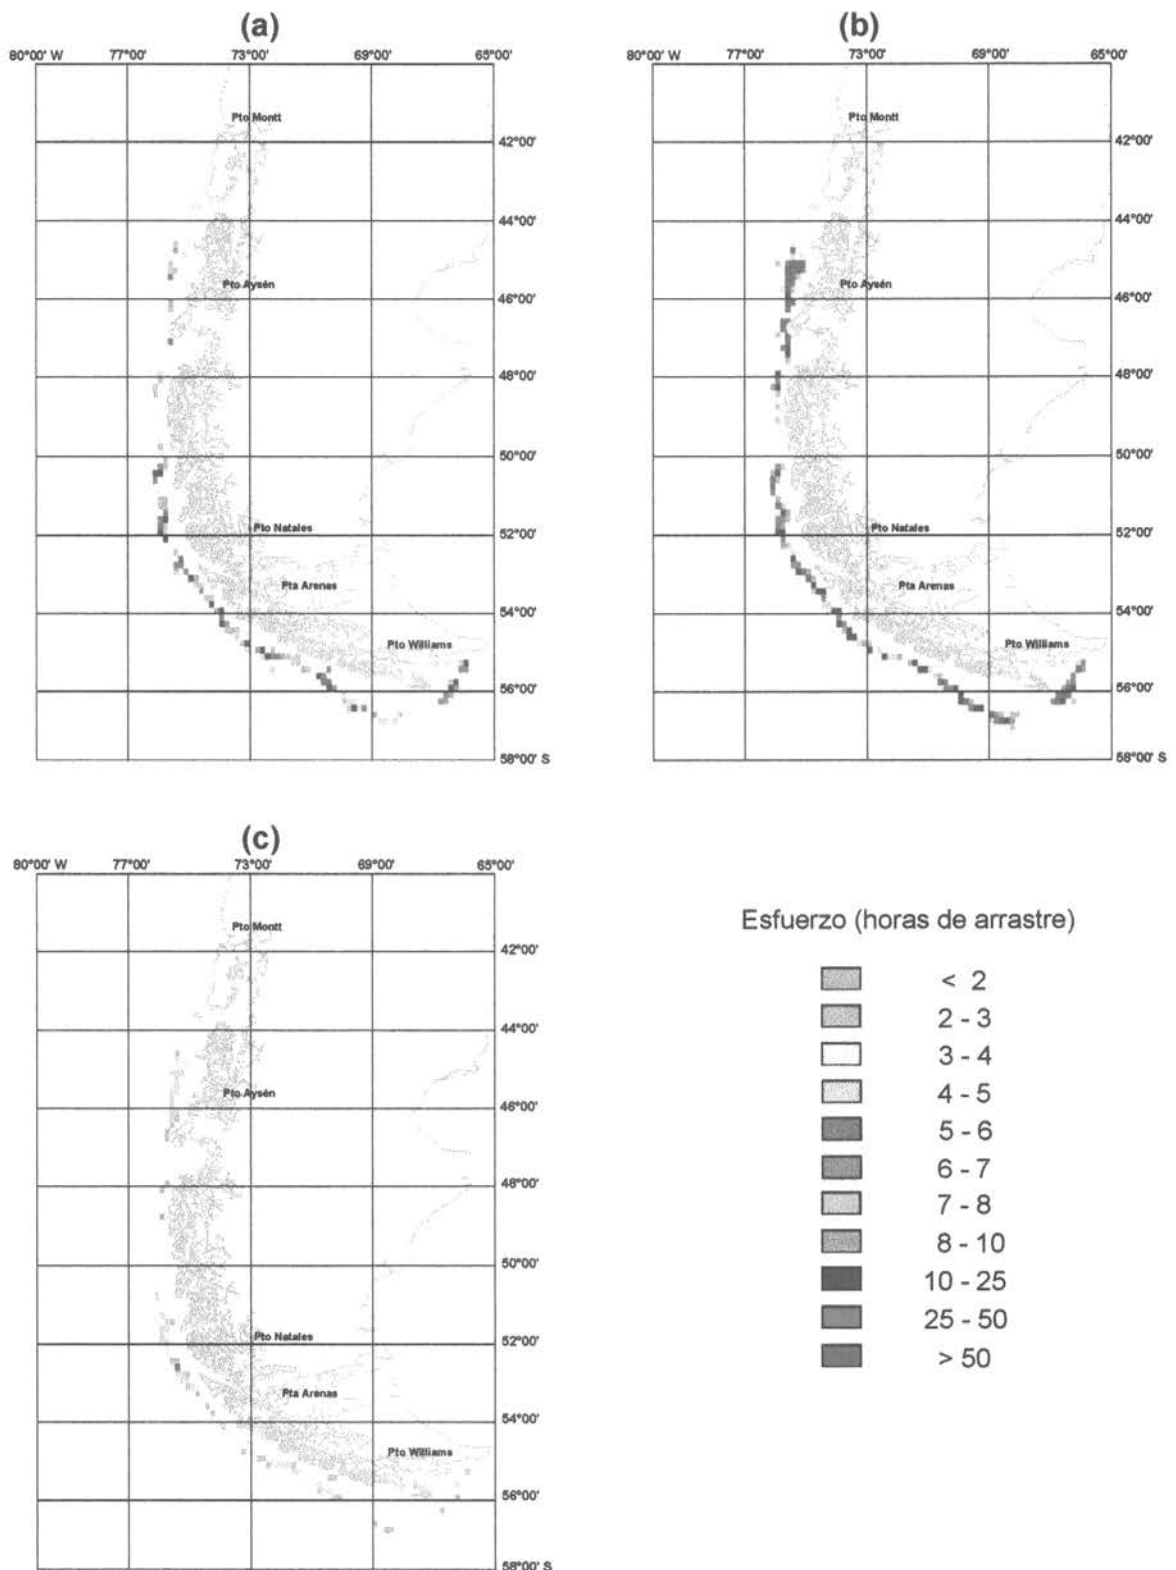 (a)
80°00' W 77°00' 73°00' 69°00' 65°00'
Pto Montt
42°00'
44°00'
Pto Aysén
46°00'
48°00'
50°00'
Pto Natales
52°00'
Pta Arenas
54°00'
Pto Williams
56°00'
58°00' S
(b)
80°00' W 77°00' 73°00' 69°00' 65°00'
Pto Montt
42°00'
44°00'
Pto Aysén
46°00'
48°00'
50°00'
Pto Natales
52°00'
Pta Arenas
54°00'
Pto Williams
56°00'
58°00' S
(c)
80°00' W 77°00' 73°00' 69°00' 65°00'
Pto Montt
42°00'
44°00'
Pto Aysén
46°00'
48°00'
50°00'
Pto Natales
52°00'
Pta Arenas
54°00'
Pto Williams
56°00'
58°00' S
Esfuerzo (horas de arrastre)
< 2
2 - 3
3 - 4
4 - 5
5 - 6
6 - 7
7 - 8
8 - 10
10 - 25
25 - 50
> 50